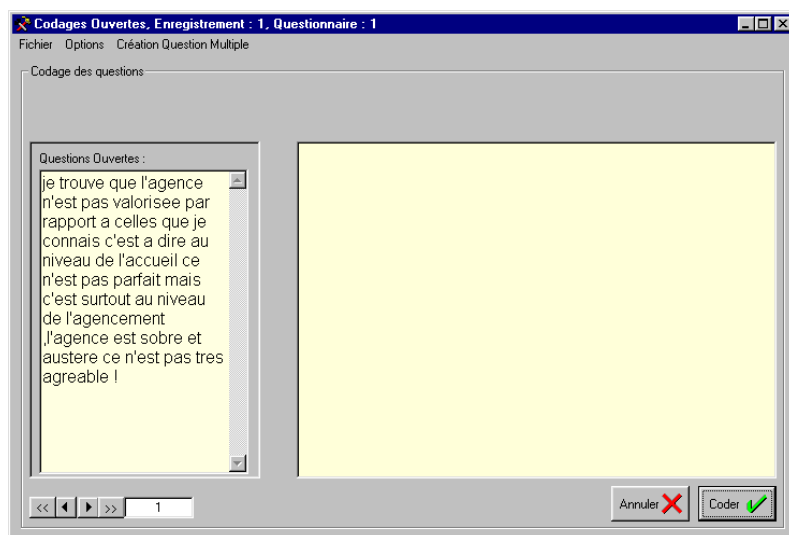 Codages Ouvertes, Enregistrement : 1, Questionnaire : 1
Fichier Options Création Question Multiple
Codage des questions
Questions Ouvertes :
je trouve que l'agence
n'est pas valorisee par
rapport a celles que je
connais c'est a dire au
niveau de l'accueil ce
n'est pas parfait mais
c'est surtout au niveau
de l'agencement
,l'agence est sobre et
austere ce n'est pas tres
agreable !
<< >> 1
Annuler Coder